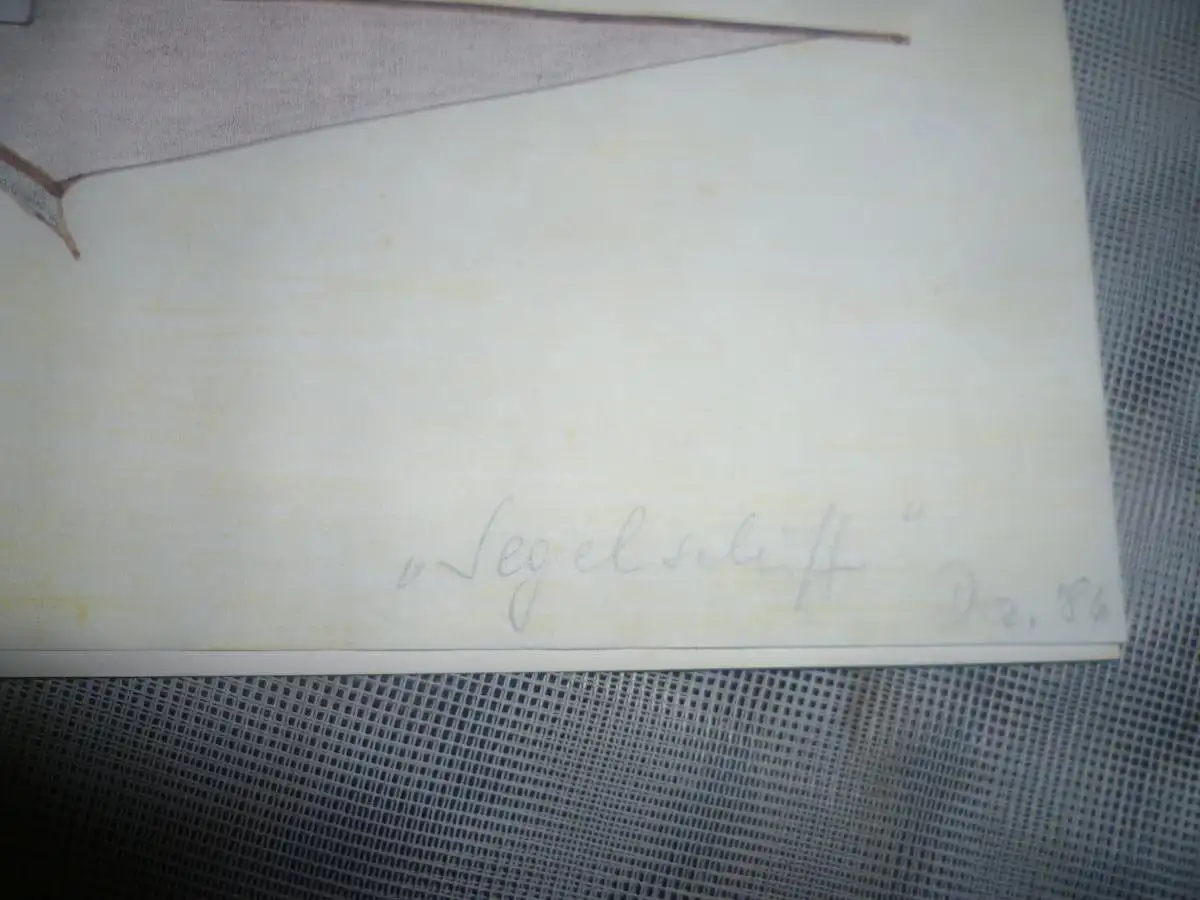 „Segelschiff“
Dez. 86